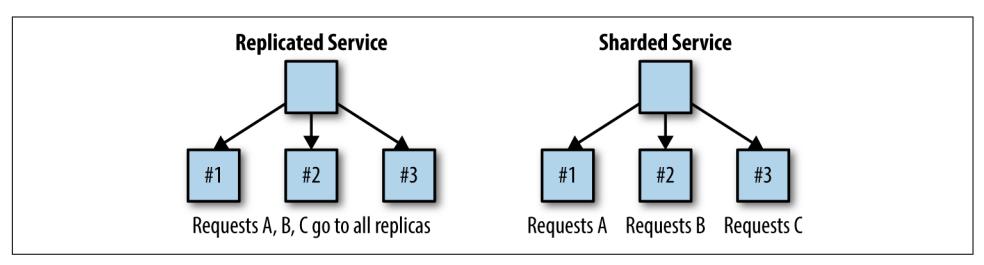 Replicated Service
#1
#2
#3
Requests A, B, C go to all replicas
Sharded Service
#1
#2
#3
Requests A
Requests B
Requests C